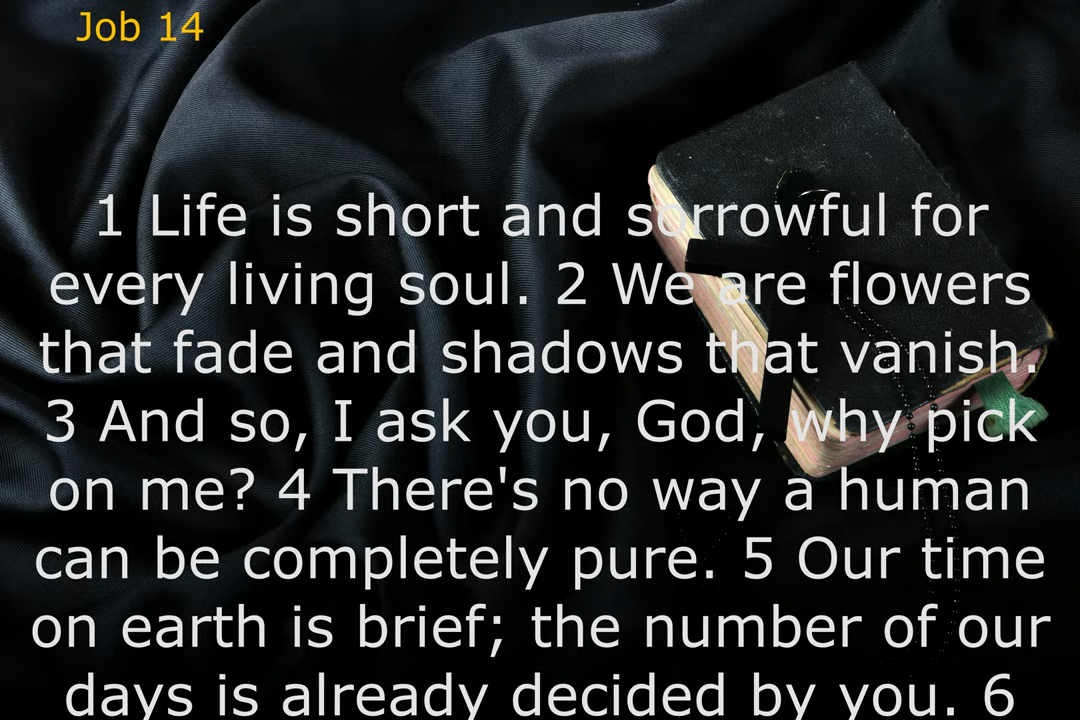 Job 14
1 Life is short and sorrowful for
every living soul. 2 We are flowers
that fade and shadows that vanish.
3 And so, I ask you, God, why pick
on me? 4 There's no way a human
can be completely pure. 5 Our time
on earth is brief; the number of our
days is already decided by you. 6